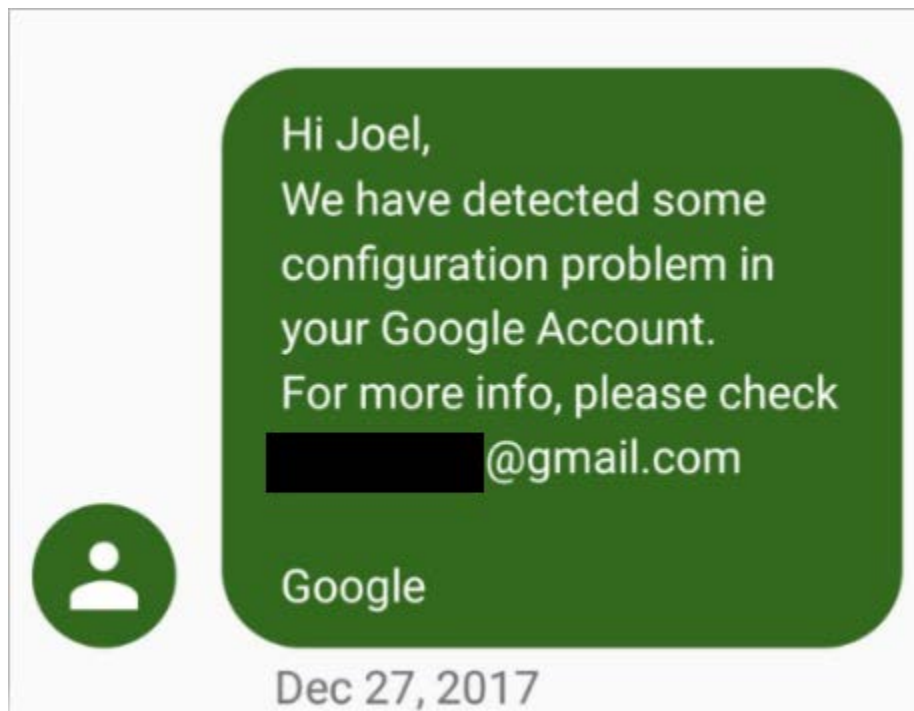 Hi Joel,
We have detected some
configuration problem in
your Google Account.
For more info, please check
@gmail.com
Google
Dec 27, 2017